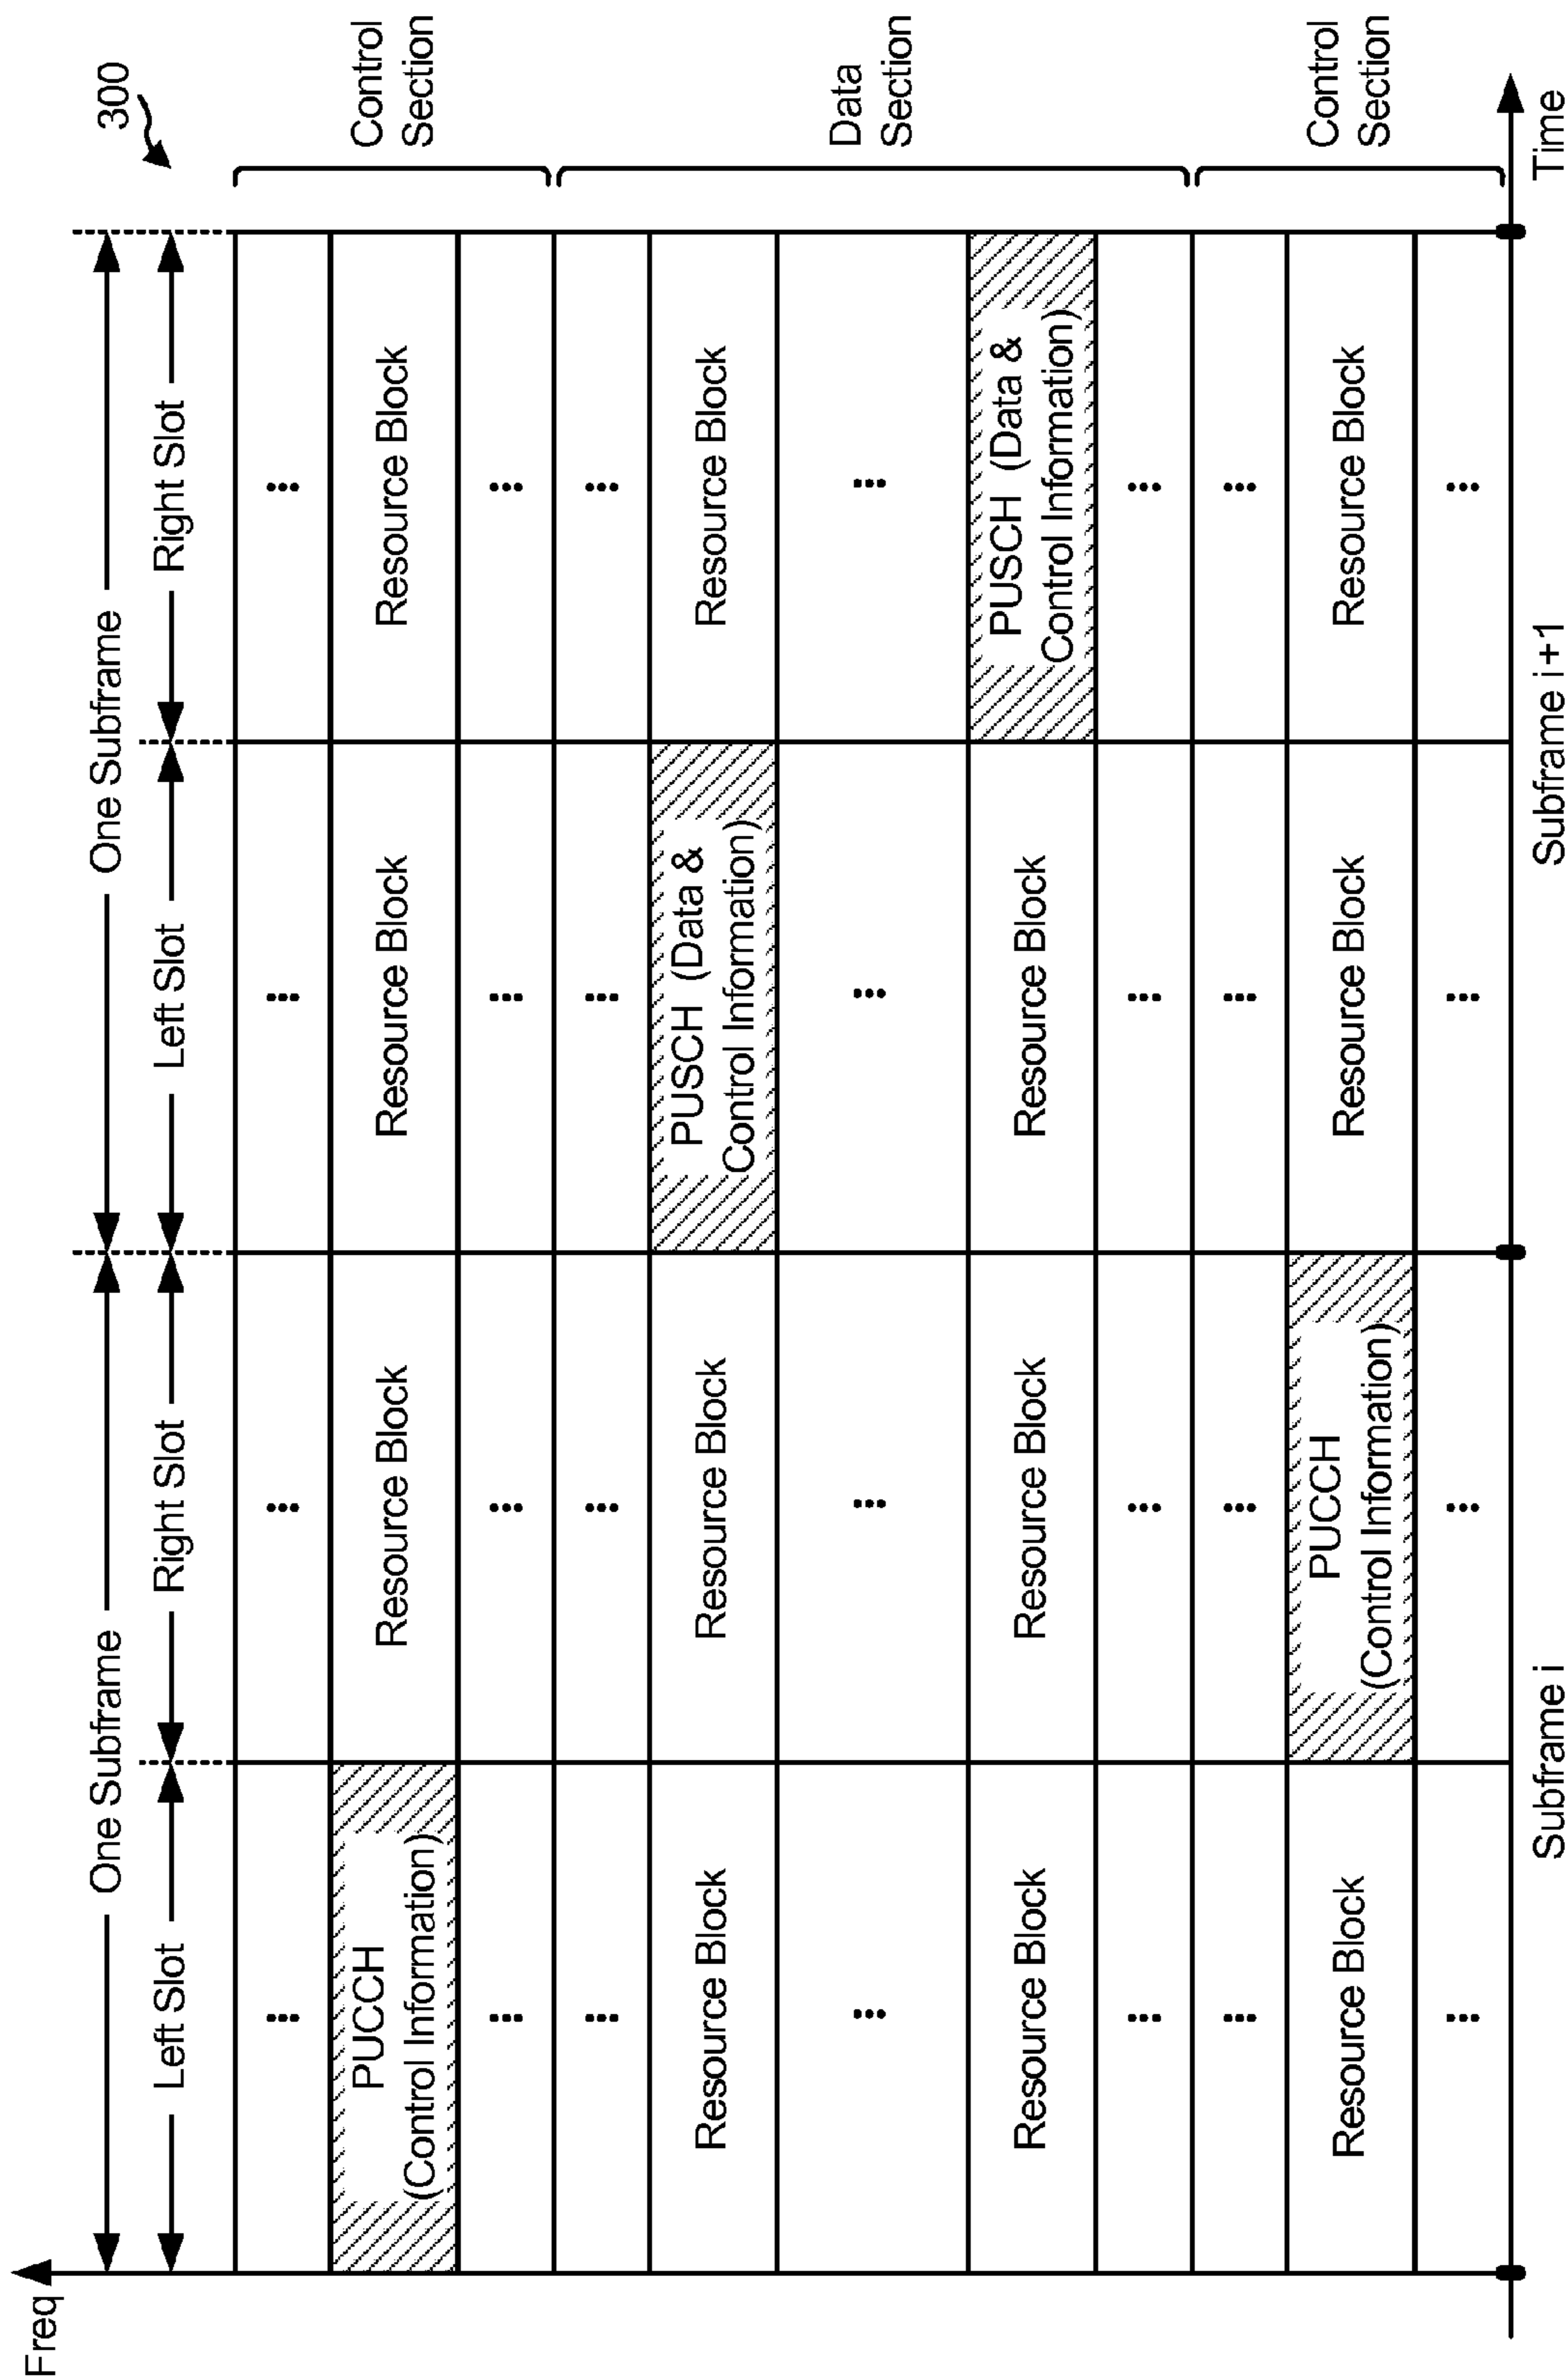 300
Freq
One Subframe
One Subframe
Left Slot
Right Slot
Left Slot
Right Slot
...
...
...
...
PUCCH
(Control Information)
Resource Block
Resource Block
Resource Block
Control
Section
...
...
...
...
...
...
...
...
Resource Block
Resource Block
PUSCH (Data &
Control Information)
Resource Block
...
...
...
...
Data
Section
Resource Block
Resource Block
Resource Block
PUSCH (Data &
Control Information)
...
...
...
...
...
...
...
...
Resource Block
PUCCH
(Control Information)
Resource Block
Resource Block
Control
Section
...
...
...
...
Subframe i
Subframe i+1
Time